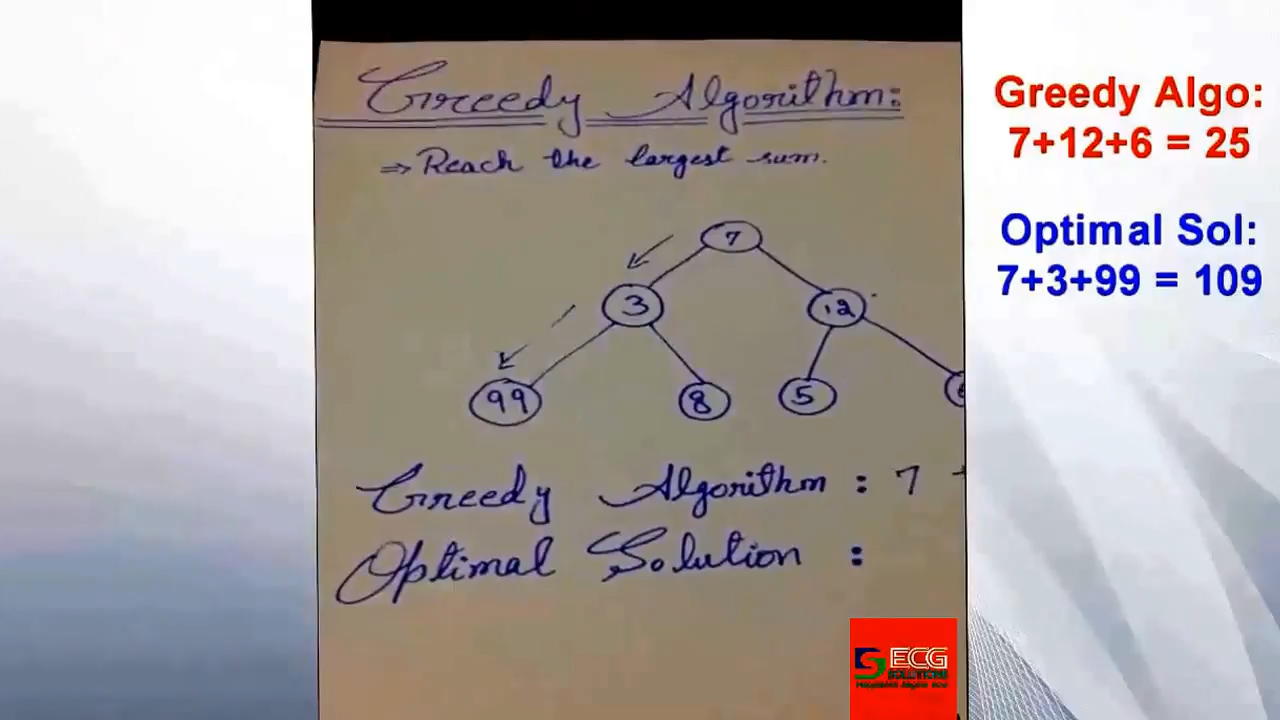 Greedy Algorithm:
⇒ Reach the largest sum.
7
3 12
99 8 5
Greedy Algorithm : 7
Optimal Solution :
Greedy Algo:
7+12+6 = 25
Optimal Sol:
7+3+99 = 109
ECG